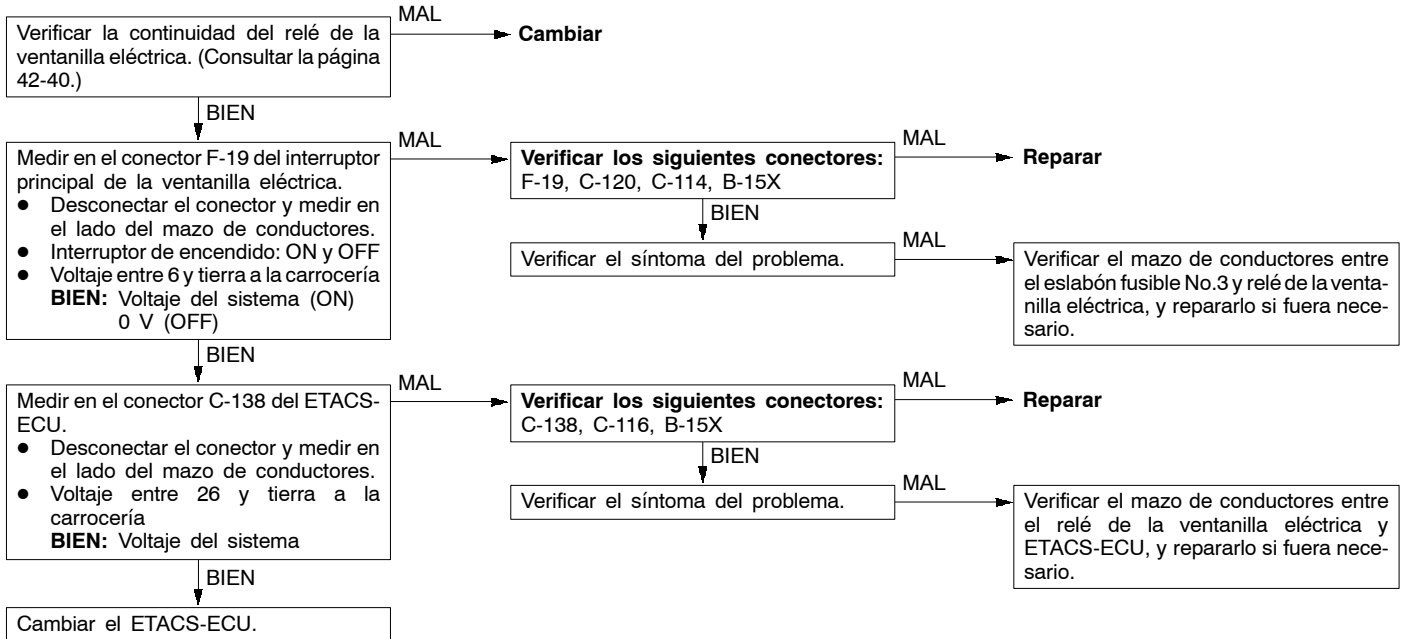 Verificar la continuidad del relé de la
ventanilla eléctrica. (Consultar la página
42-40.)
MAL
Cambiar
BIEN
Medir en el conector F-19 del interruptor
principal de la ventanilla eléctrica.
● Desconectar el conector y medir en
el lado del mazo de conductores.
● Interruptor de encendido: ON y OFF
● Voltaje entre 6 y tierra a la carrocería
BIEN: Voltaje del sistema (ON)
0 V (OFF)
MAL
Verificar los siguientes conectores:
F-19, C-120, C-114, B-15X
MAL
Reparar
BIEN
Verificar el síntoma del problema.
MAL
Verificar el mazo de conductores entre
el eslabón fusible No.3 y relé de la venta-
nilla eléctrica, y repararlo si fuera nece-
sario.
BIEN
Medir en el conector C-138 del ETACS-
ECU.
● Desconectar el conector y medir en
el lado del mazo de conductores.
● Voltaje entre 26 y tierra a la
carrocería
BIEN: Voltaje del sistema
MAL
Verificar los siguientes conectores:
C-138, C-116, B-15X
MAL
Reparar
BIEN
Verificar el síntoma del problema.
MAL
Verificar el mazo de conductores entre
el relé de la ventanilla eléctrica y
ETACS-ECU, y repararlo si fuera nece-
sario.
BIEN
Cambiar el ETACS-ECU.